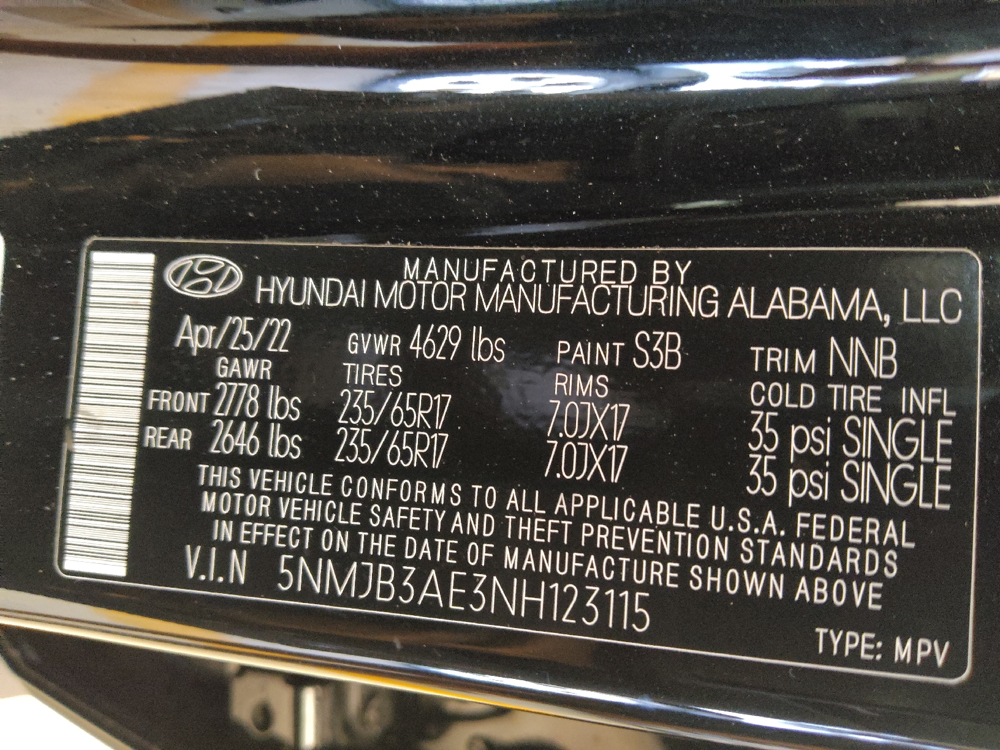 MANUFACTURED BY
HYUNDAI MOTOR MANUFACTURING ALABAMA, LLC
Apr/25/22 GVWR 4629 lbs PAINT S3B TRIM NNB
GAWR TIRES RIMS COLD TIRE INFL
FRONT 2778 lbs 235/65R17 7.0JX17 35 psi SINGLE
REAR 2646 lbs 235/65R17 7.0JX17 35 psi SINGLE
THIS VEHICLE CONFORMS TO ALL APPLICABLE U.S.A. FEDERAL
MOTOR VEHICLE SAFETY AND THEFT PREVENTION STANDARDS
IN EFFECT ON THE DATE OF MANUFACTURE SHOWN ABOVE
V.I.N 5NMJB3AE3NH123115
TYPE: MPV